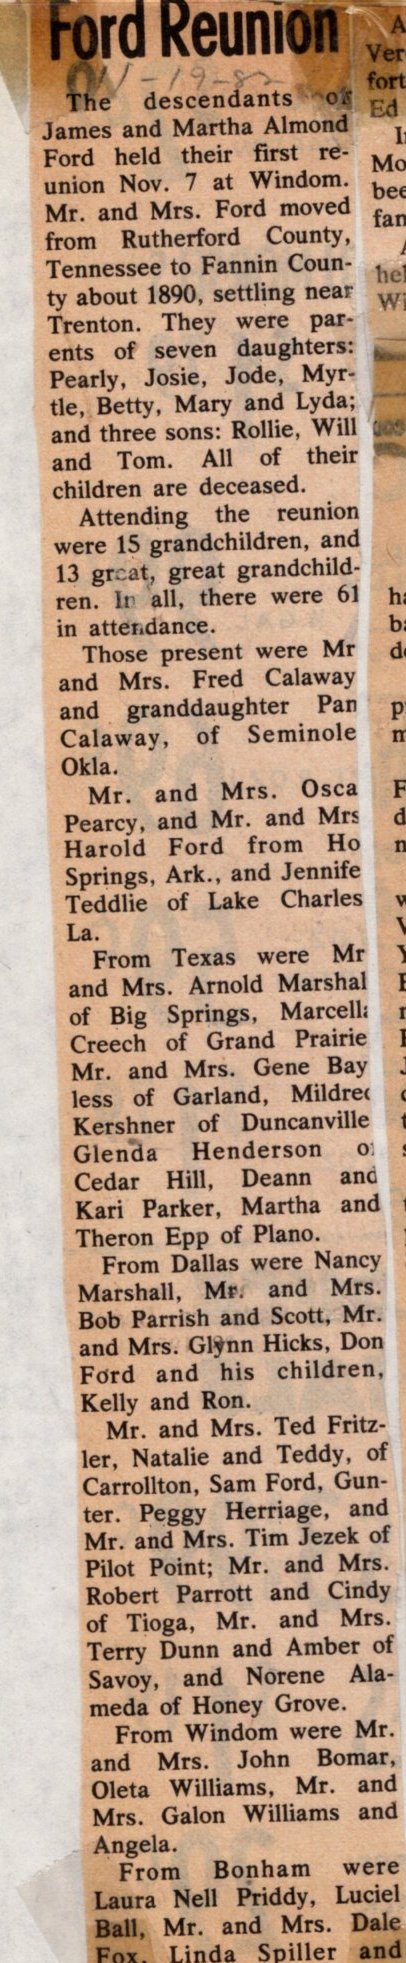 Ford Reunion
11-19-82
The descendants of
James and Martha Almond
Ford held their first re-
union Nov. 7 at Windom.
Mr. and Mrs. Ford moved
from Rutherford County,
Tennessee to Fannin Coun-
ty about 1890, settling near
Trenton. They were par-
ents of seven daughters:
Pearly, Josie, Jode, Myr-
tle, Betty, Mary and Lyda;
and three sons: Rollie, Will
and Tom. All of their
children are deceased.
Attending the reunion
were 15 grandchildren, and
13 great, great grandchild-
ren. In all, there were 61
in attendance.
Those present were Mr
and Mrs. Fred Calaway
and granddaughter Pan
Calaway, of Seminole
Okla.
Mr. and Mrs. Osca
Pearcy, and Mr. and Mrs
Harold Ford from Ho
Springs, Ark., and Jennife
Teddlie of Lake Charles
La.
From Texas were Mr
and Mrs. Arnold Marshal
of Big Springs, Marcella
Creech of Grand Prairie
Mr. and Mrs. Gene Bay
less of Garland, Mildred
Kershner of Duncanville
Glenda Henderson of
Cedar Hill, Deann and
Kari Parker, Martha and
Theron Epp of Plano.
From Dallas were Nancy
Marshall, Mr. and Mrs.
Bob Parrish and Scott, Mr.
and Mrs. Glynn Hicks, Don
Ford and his children,
Kelly and Ron.
Mr. and Mrs. Ted Fritz-
ler, Natalie and Teddy, of
Carrollton, Sam Ford, Gun-
ter. Peggy Herriage, and
Mr. and Mrs. Tim Jezek of
Pilot Point; Mr. and Mrs.
Robert Parrott and Cindy
of Tioga, Mr. and Mrs.
Terry Dunn and Amber of
Savoy, and Norene Ala-
meda of Honey Grove.
From Windom were Mr.
and Mrs. John Bomar,
Oleta Williams, Mr. and
Mrs. Galon Williams and
Angela.
From Bonham were
Laura Nell Priddy, Luciel
Ball, Mr. and Mrs. Dale
Fox, Linda Spiller and